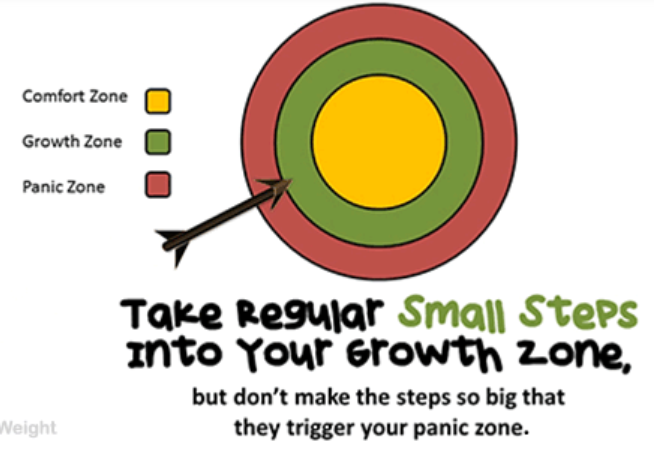 Comfort Zone
Growth Zone
Panic Zone
Take Regular Small Steps
Into Your Growth Zone,
but don't make the steps so big that
they trigger your panic zone.
Weight